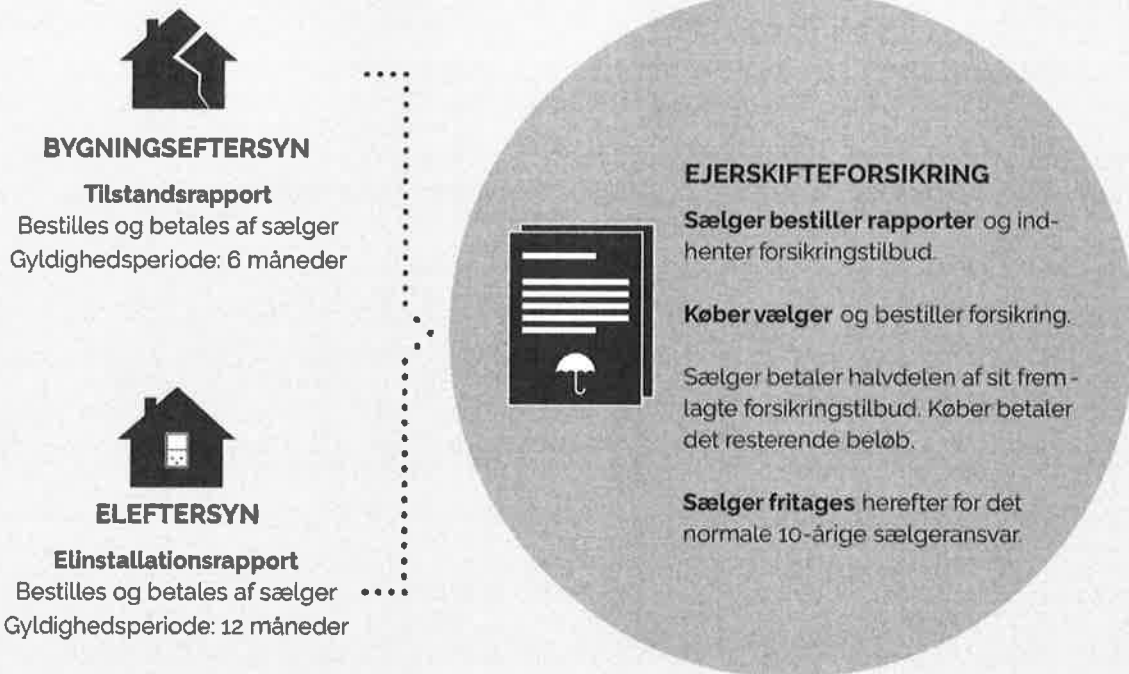 BYGNINGSEFTERSYN
Tilstandsrapport
Bestilles og betales af sælger
Gyldighedsperiode: 6 måneder
ELEFTERSYN
Elinstallationsrapport
Bestilles og betales af sælger
Gyldighedsperiode: 12 måneder
EJERSKIFTEFORSIKRING
Sælger bestiller rapporter og ind-
henter forsikringstilbud.
Køber vælger og bestiller forsikring.
Sælger betaler halvdelen af sit frem-
lagte forsikringstilbud. Køber betaler
det resterende beløb.
Sælger fritages herefter for det
normale 10-årige sælgeransvar.